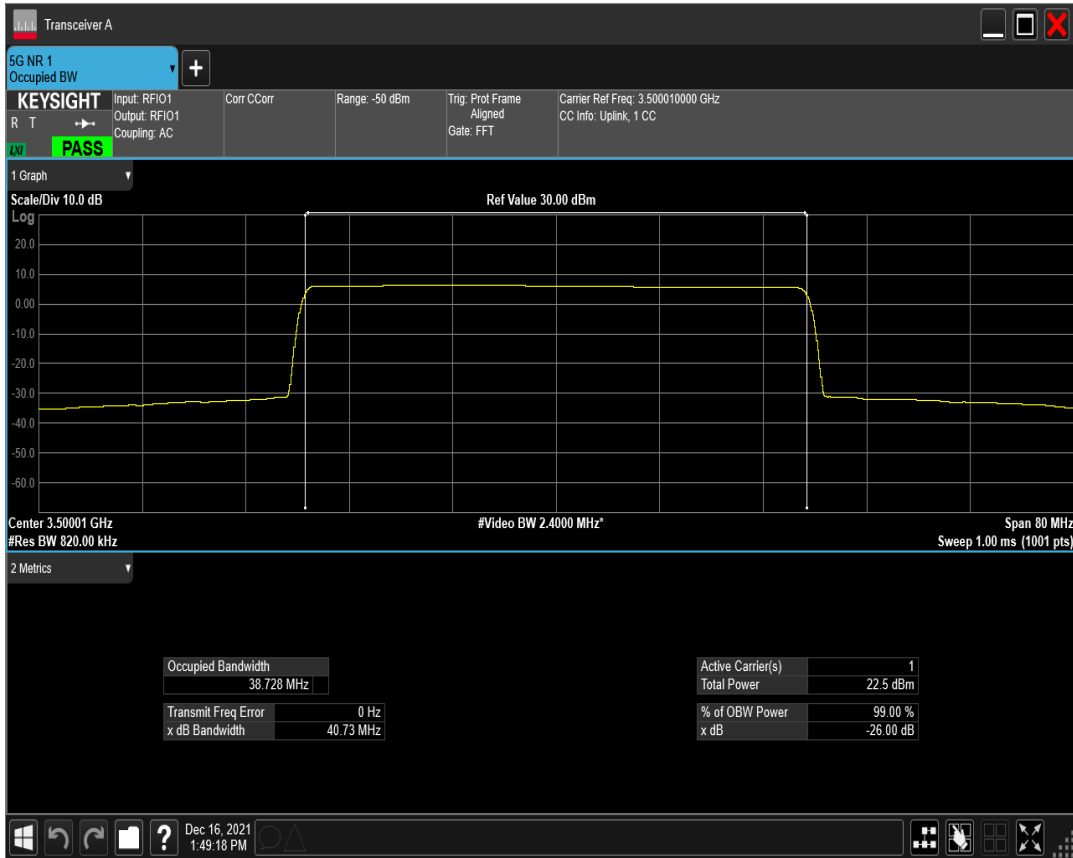 Transceiver A
5G NR 1
Occupied BW
+
KEYSIGHT
R T
LXI
PASS
Input: RFIO1
Output: RFIO1
Coupling: AC
Corr CCorr
Range: -50 dBm
Trig: Prot Frame
Aligned
Gate: FFT
Carrier Ref Freq: 3.500010000 GHz
CC Info: Uplink, 1 CC
1 Graph
Scale/Div 10.0 dB
Ref Value 30.00 dBm
Log
20.0
10.0
0.00
-10.0
-20.0
-30.0
-40.0
-50.0
-60.0
Center 3.50001 GHz
#Video BW 2.4000 MHz*
Span 80 MHz
#Res BW 820.00 kHz
Sweep 1.00 ms (1001 pts)
2 Metrics
Occupied Bandwidth
38.728 MHz
Transmit Freq Error 0 Hz
x dB Bandwidth 40.73 MHz
Active Carrier(s) 1
Total Power 22.5 dBm
% of OBW Power 99.00 %
x dB -26.00 dB
?
Dec 16, 2021
1:49:18 PM